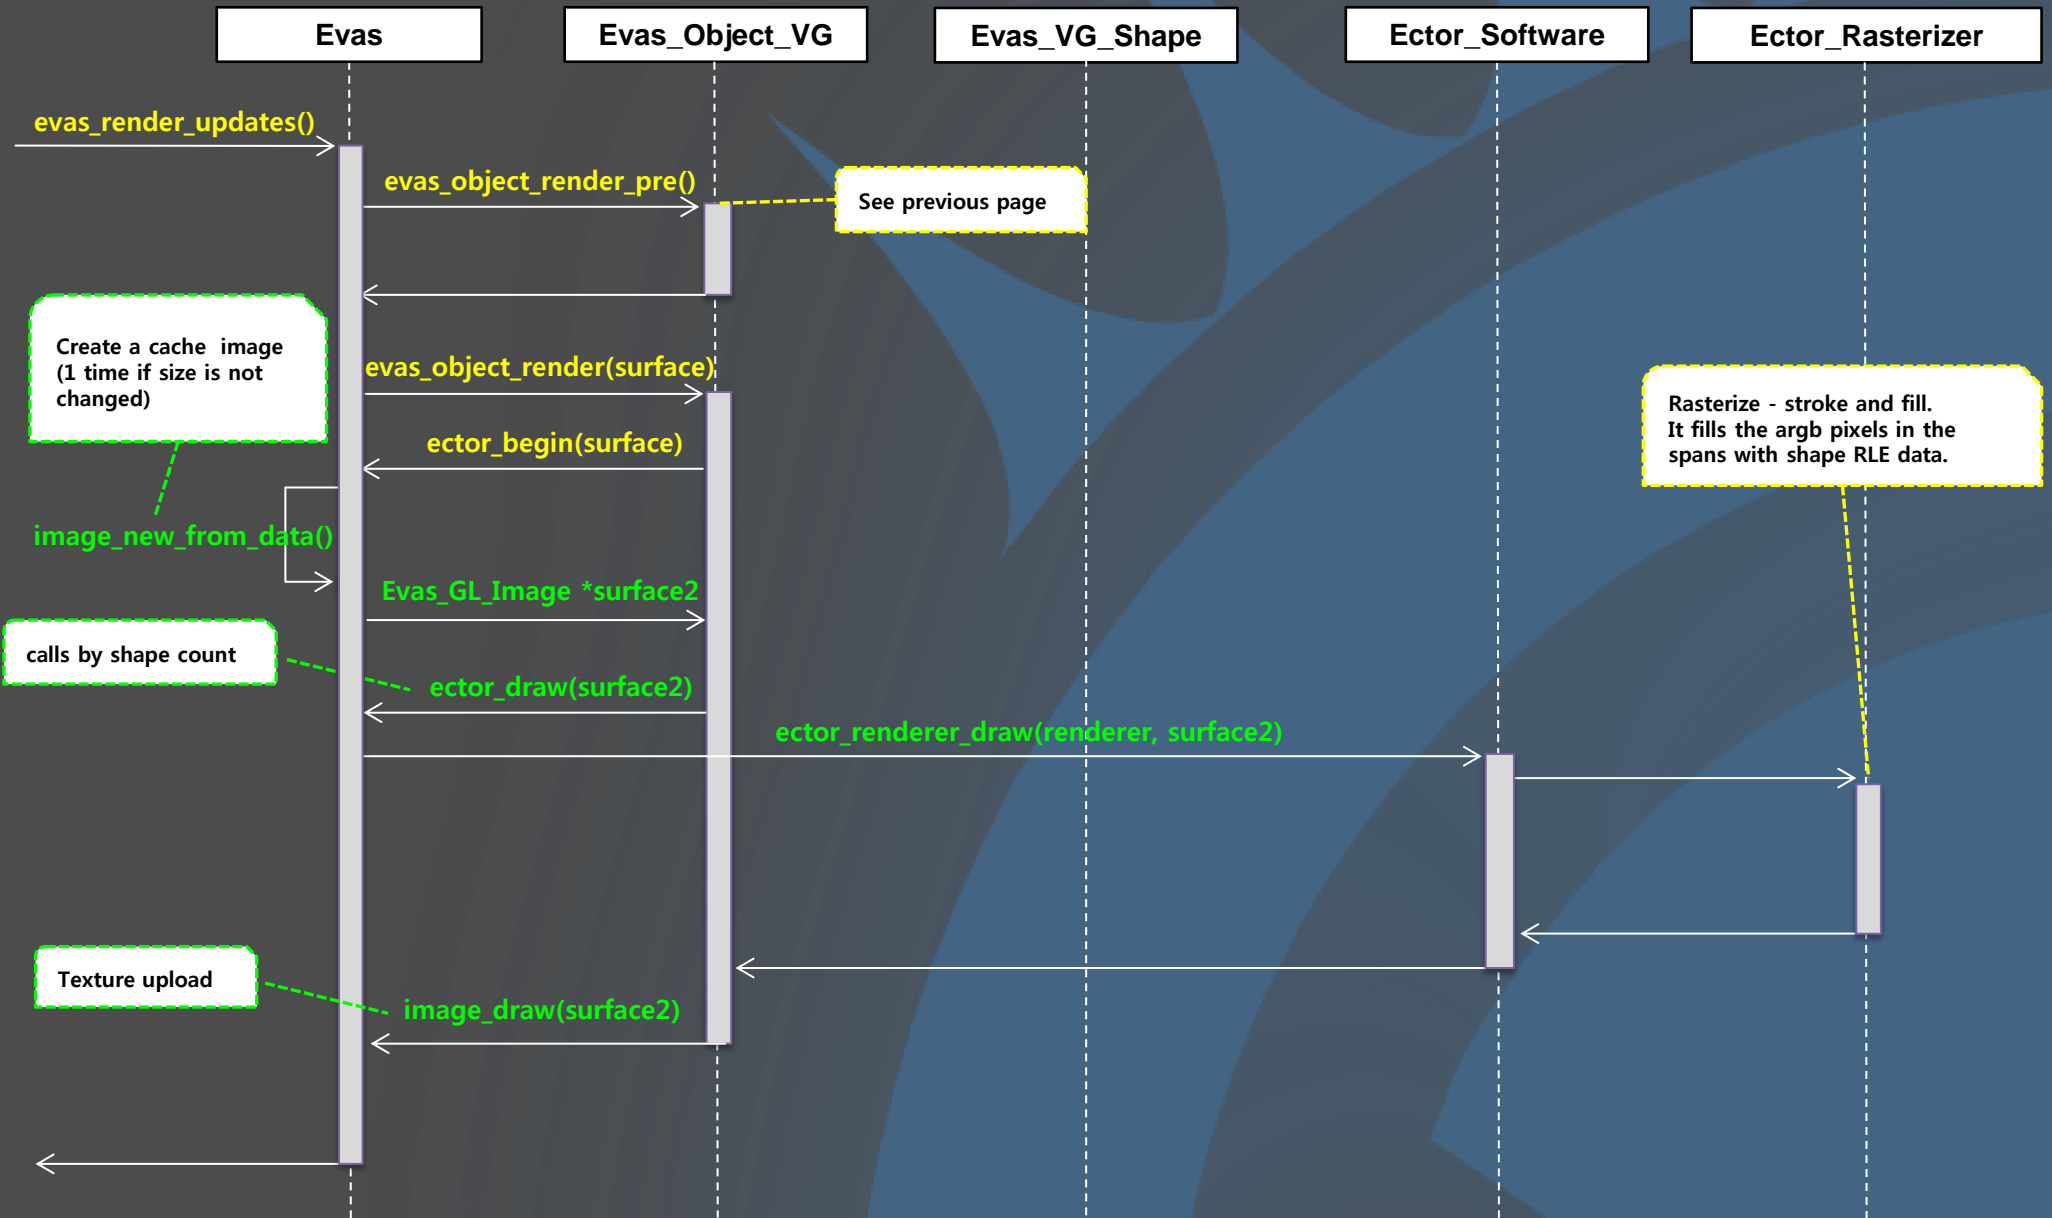 Evas
Evas_Object_VG
Evas_VG_Shape
Ector_Software
Ector_Rasterizer
evas_render_updates()
evas_object_render_pre()
See previous page
Create a cache  image
(1 time if size is not
changed)
evas_object_render(surface)
Rasterize - stroke and fill.
It fills the argb pixels in the
spans with shape RLE data.
ector_begin(surface)
image_new_from_data()
Evas_GL_Image *surface2
calls by shape count
ector_draw(surface2)
ector_renderer_draw(renderer, surface2)
Texture upload
image_draw(surface2)